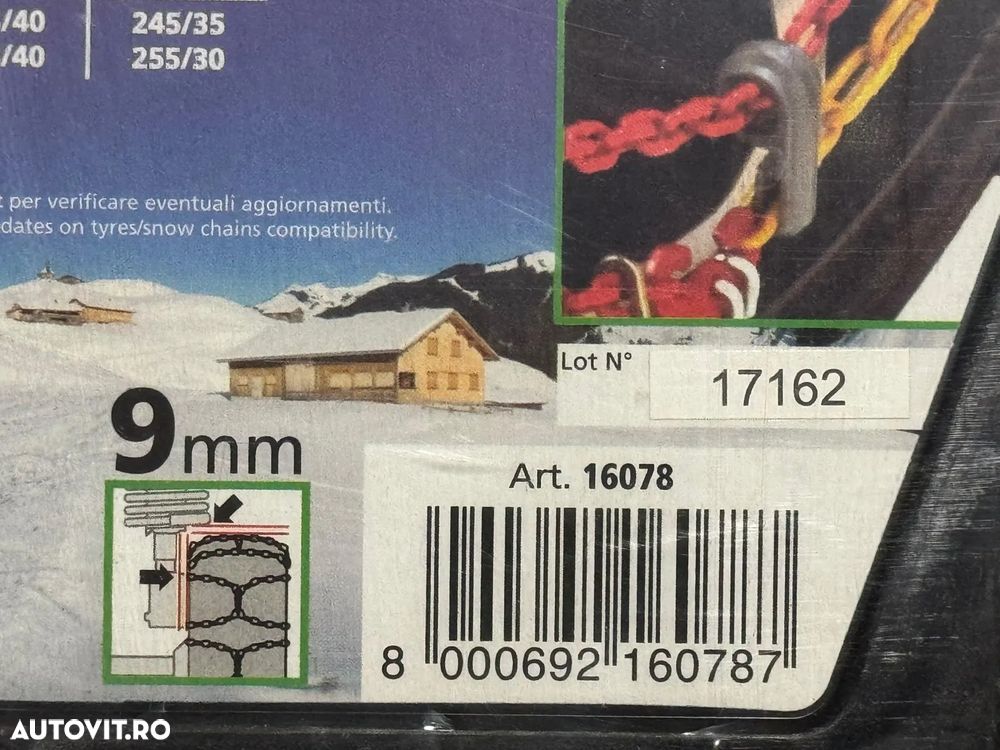 /40 245/35
/40 255/30
per verificare eventuali aggiornamenti.
dates on tyres/snow chains compatibility.
Lot N° 17162
9mm
Art. 16078
8 000692 160787
AUTOVIT.RO